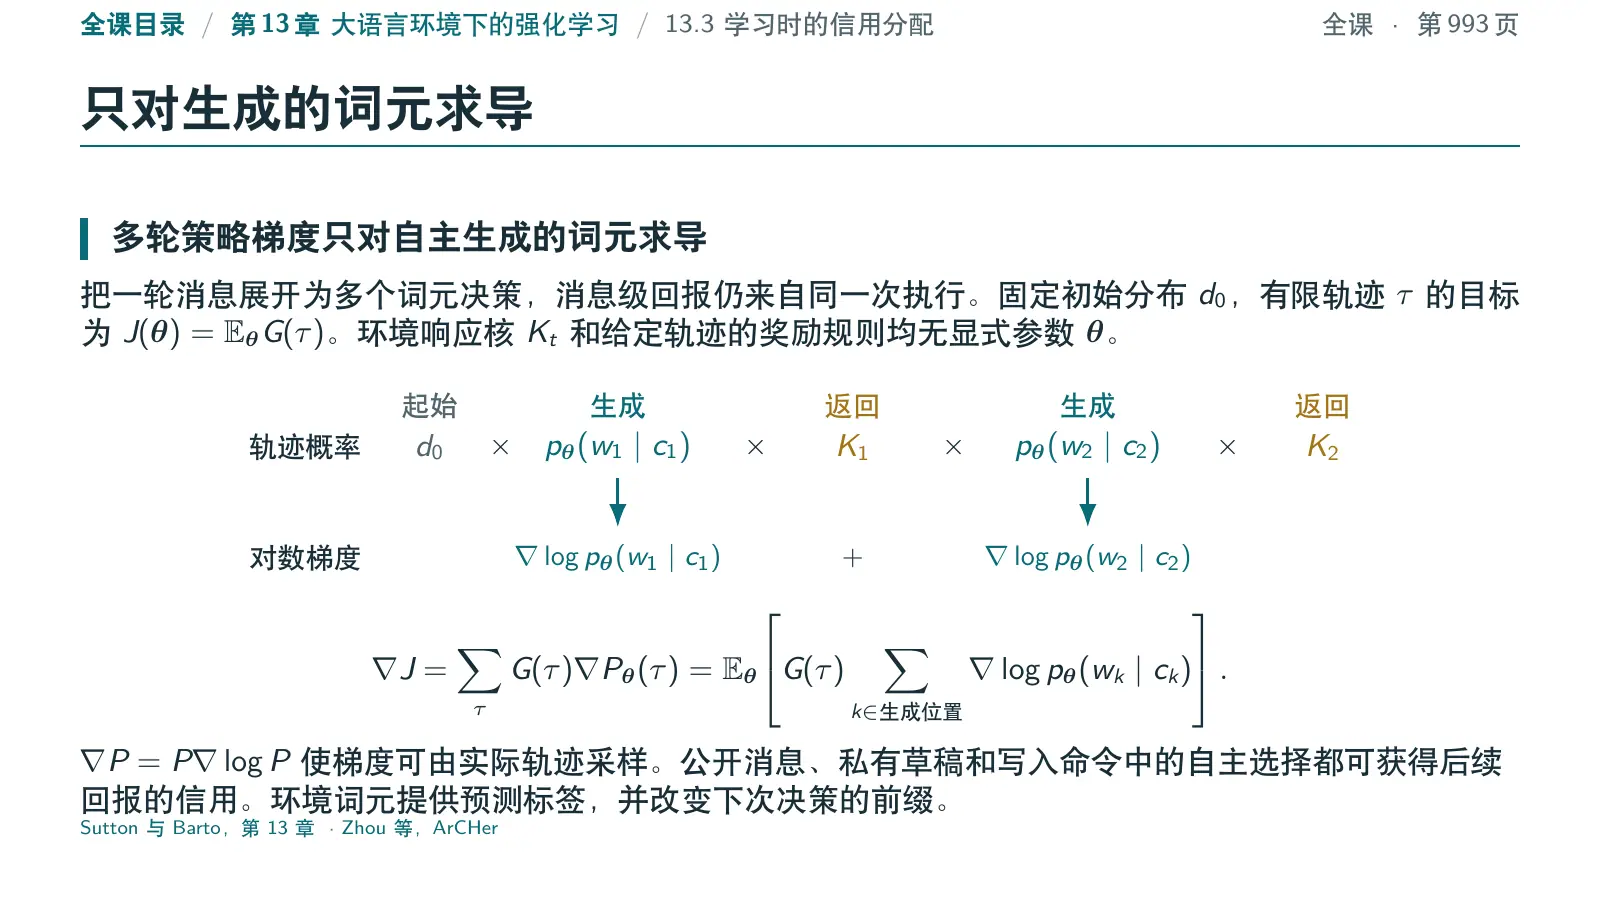 全课目录 / 第 13 章 大语言环境下的强化学习 / 13.3 学习时的信用分配 全课 · 第 993 页
只对生成的词元求导
多轮策略梯度只对自主生成的词元求导
把一轮消息展开为多个词元决策，消息级回报仍来自同一次执行。固定初始分布 d₀，有限轨迹 τ 的目标
为 J(θ) = 𝔼_θ G(τ)。环境响应核 K_t 和给定轨迹的奖励规则均无显式参数 θ。
起始 生成 返回 生成 返回
轨迹概率 d₀ × p_θ(w₁ | c₁) × K₁ × p_θ(w₂ | c₂) × K₂
对数梯度 ∇ log p_θ(w₁ | c₁) + ∇ log p_θ(w₂ | c₂)
∇J = ∑_τ G(τ)∇P_θ(τ) = 𝔼_θ [ G(τ) ∑_{k∈生成位置} ∇ log p_θ(w_k | c_k) ] .
∇P = P∇ log P 使梯度可由实际轨迹采样。公开消息、私有草稿和写入命令中的自主选择都可获得后续
回报的信用。环境词元提供预测标签，并改变下次决策的前缀。
Sutton 与 Barto，第 13 章 · Zhou 等，ArCHer